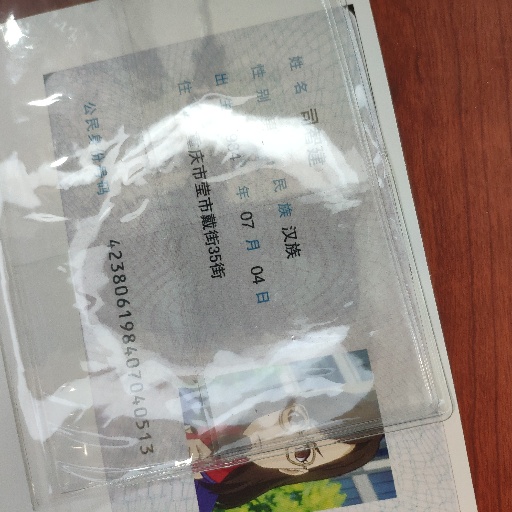 姓名 司
性别 民族 汉族
出 年 07 月 04 日
住 庆市莹市戴街35街
公民身份号码 423806198407040513